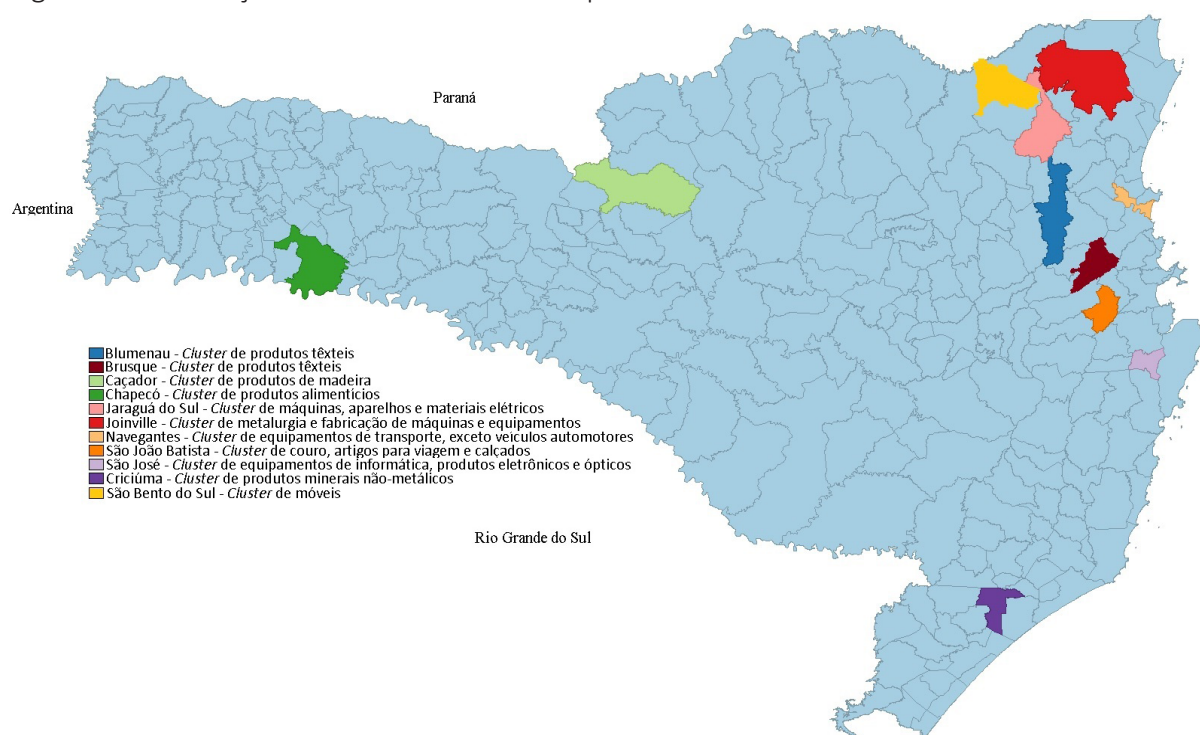 Paraná
Argentina
Blumenau - Cluster de produtos têxteis
Brusque - Cluster de produtos têxteis
Caçador - Cluster de produtos de madeira
Chapecó - Cluster de produtos alimentícios
Jaraguá do Sul - Cluster de máquinas, aparelhos e materiais elétricos
Joinville - Cluster de metalurgia e fabricação de máquinas e equipamentos
Navegantes - Cluster de equipamentos de transporte, exceto veículos automotores
São João Batista - Cluster de couro, artigos para viagem e calçados
São José - Cluster de equipamentos de informática, produtos eletrônicos e ópticos
Criciúma - Cluster de produtos minerais não-metálicos
São Bento do Sul - Cluster de móveis
Rio Grande do Sul